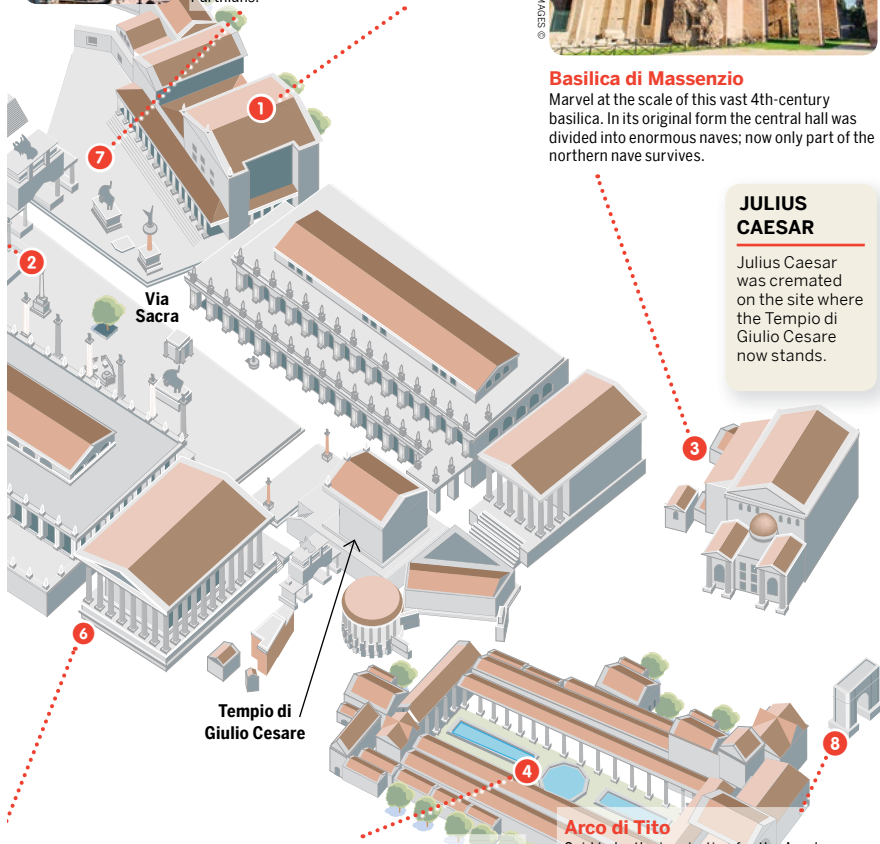 Parthians.
MAGES ©
Basilica di Massenzio
Marvel at the scale of this vast 4th-century
basilica. In its original form the central hall was
divided into enormous naves; now only part of the
northern nave survives.
JULIUS
CAESAR
Julius Caesar
was cremated
on the site where
the Tempio di
Giulio Cesare
now stands.
1
7
2
Via
Sacra
3
6
Tempio di
Giulio Cesare
4
8
Arco di Tito